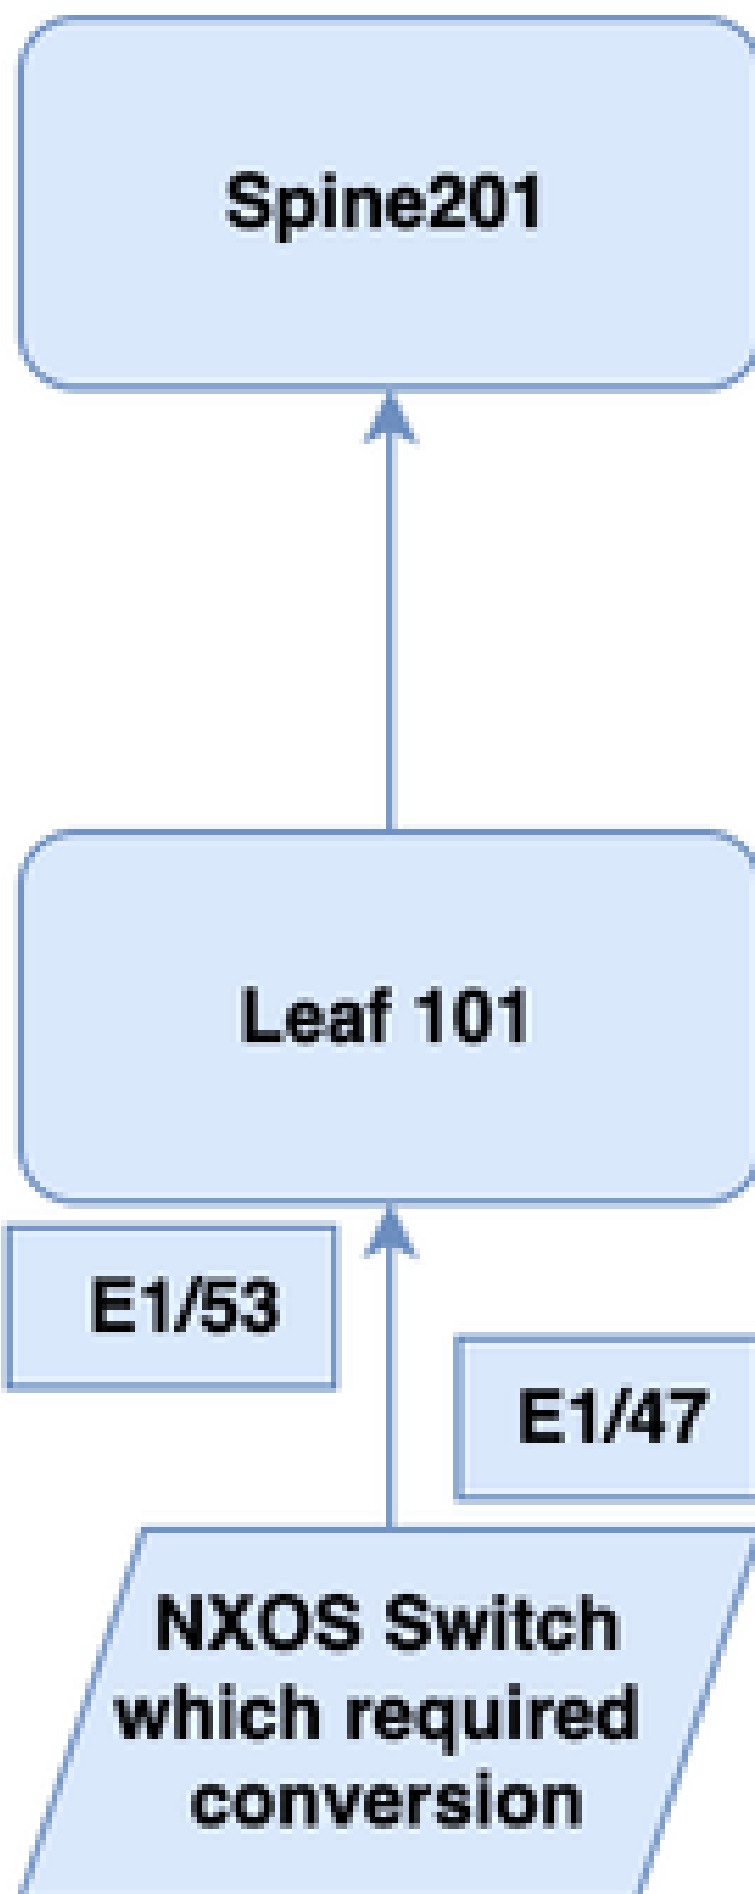 Spine201
Leaf 101
E1/53
E1/47
NXOS Switch
which required
conversion